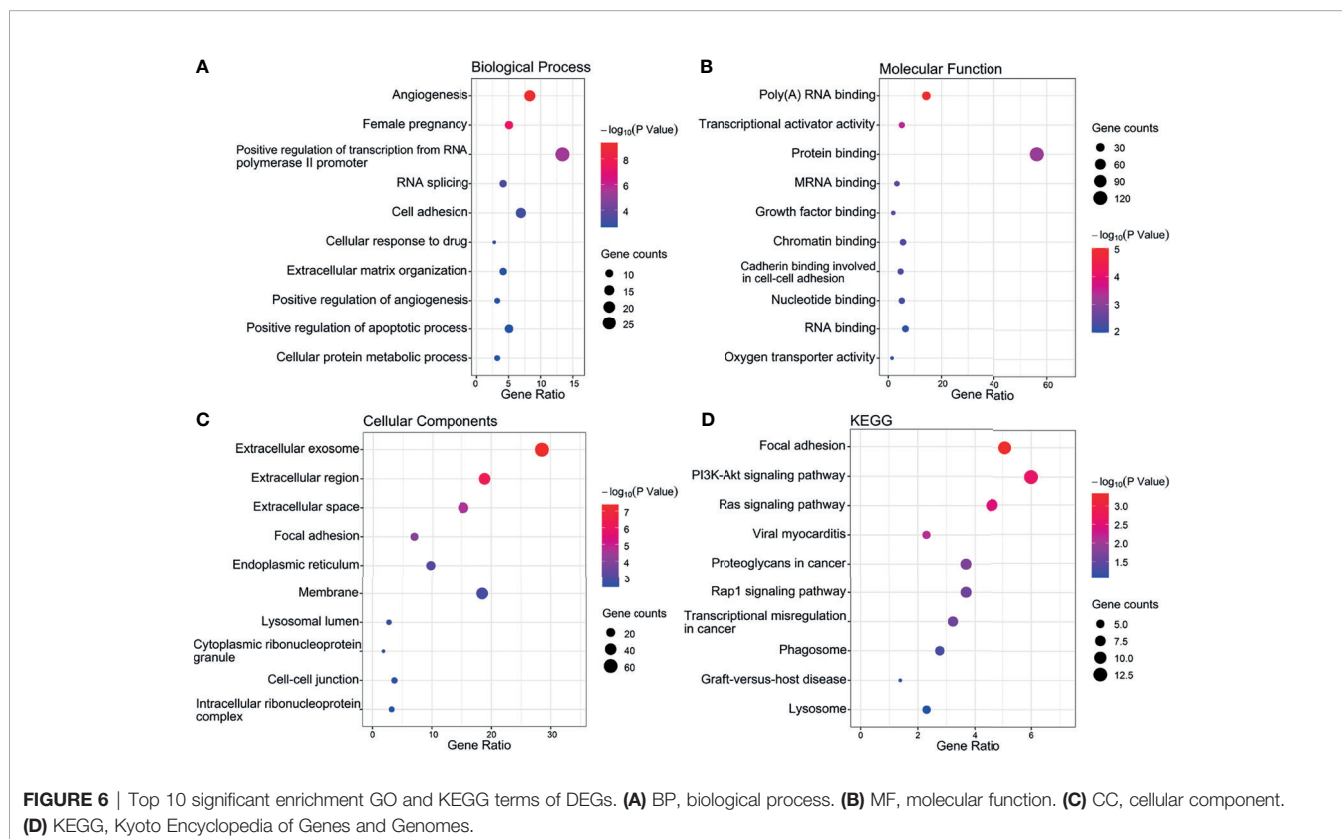 A
Biological Process
Angiogenesis
Female pregnancy
Positive regulation of transcription from RNA
polymerase II promoter
RNA splicing
Cell adhesion
Cellular response to drug
Extracellular matrix organization
Positive regulation of angiogenesis
Positive regulation of apoptotic process
Cellular protein metabolic process
0 5 10 15
Gene Ratio
−log10(P Value)
8
6
4
Gene counts
10
15
20
25
B
Molecular Function
Poly(A) RNA binding
Transcriptional activator activity
Protein binding
MRNA binding
Growth factor binding
Chromatin binding
Cadherin binding involved
in cell-cell adhesion
Nucleotide binding
RNA binding
Oxygen transporter activity
0 20 40 60
Gene Ratio
Gene counts
30
60
90
120
−log10(P Value)
5
4
3
2
C
Cellular Components
Extracellular exosome
Extracellular region
Extracellular space
Focal adhesion
Endoplasmic reticulum
Membrane
Lysosomal lumen
Cytoplasmic ribonucleoprotein
granule
Cell-cell junction
Intracellular ribonucleoprotein
complex
0 10 20 30
Gene Ratio
−log10(P Value)
7
6
5
4
3
Gene counts
20
40
60
D
KEGG
Focal adhesion
PI3K-Akt signaling pathway
Ras signaling pathway
Viral myocarditis
Proteoglycans in cancer
Rap1 signaling pathway
Transcriptional misregulation
in cancer
Phagosome
Graft-versus-host disease
Lysosome
0 2 4 6
Gene Ratio
−log10(P Value)
3.0
2.5
2.0
1.5
Gene counts
5.0
7.5
10.0
12.5
FIGURE 6 | Top 10 significant enrichment GO and KEGG terms of DEGs. (A) BP, biological process. (B) MF, molecular function. (C) CC, cellular component.
(D) KEGG, Kyoto Encyclopedia of Genes and Genomes.